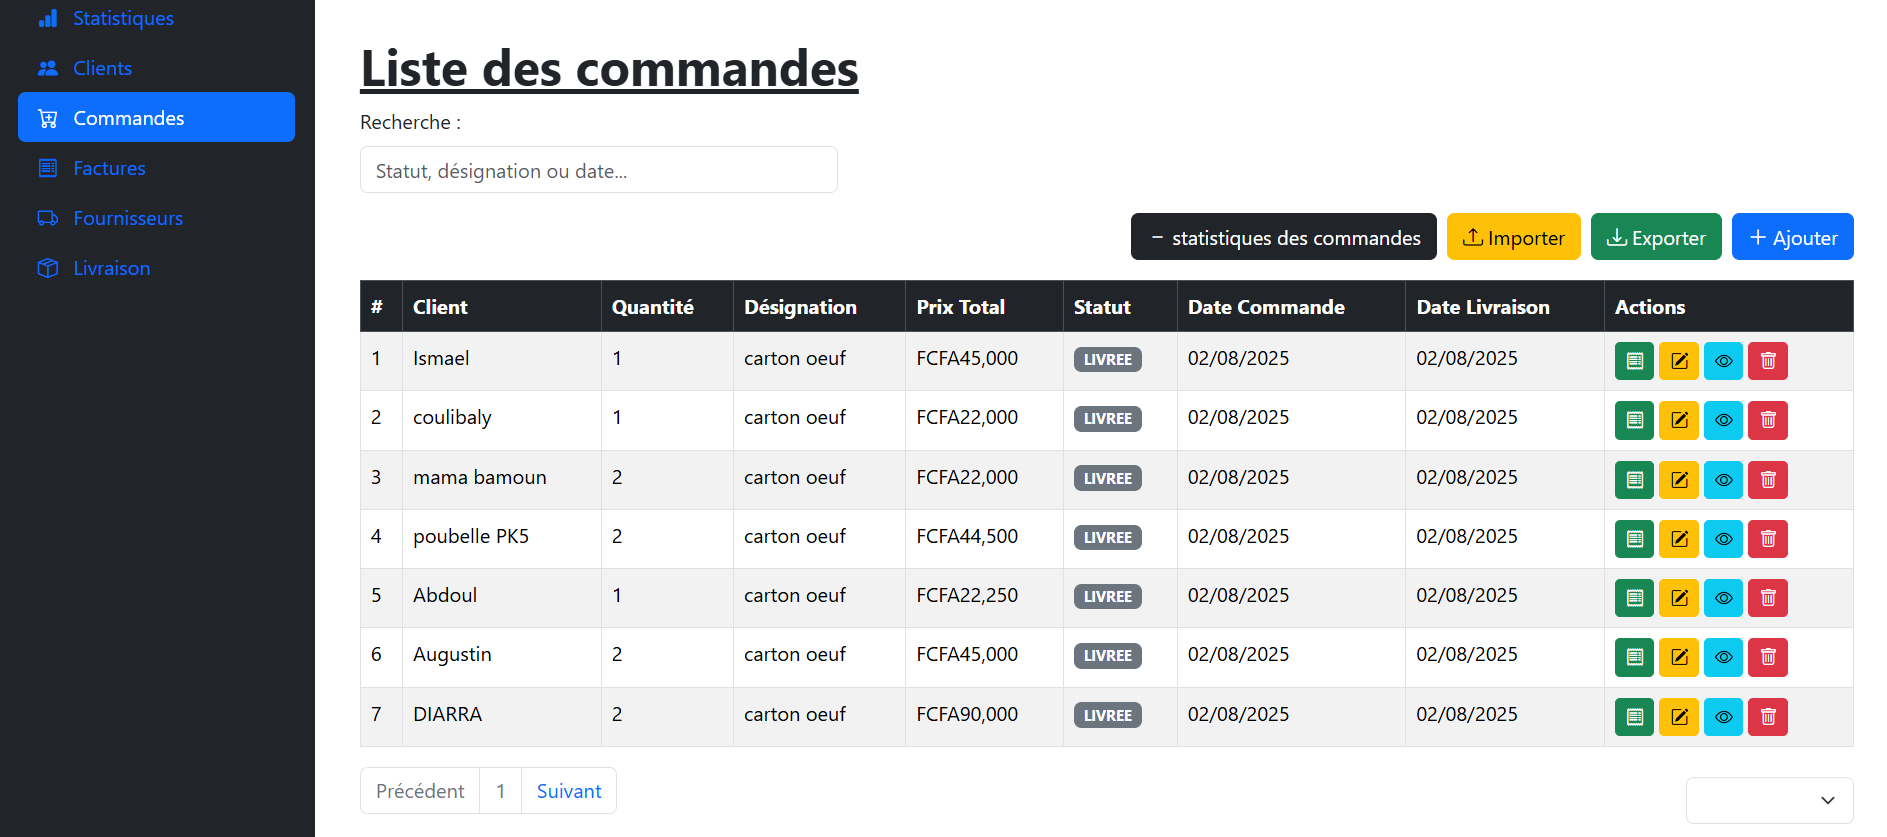 Statistiques
Clients
Commandes
Factures
Fournisseurs
Livraison
Liste des commandes
Recherche :
Statut, désignation ou date...
− statistiques des commandes Importer Exporter + Ajouter
# Client Quantité Désignation Prix Total Statut Date Commande Date Livraison Actions
1 Ismael 1 carton oeuf FCFA45,000 LIVREE 02/08/2025 02/08/2025
2 coulibaly 1 carton oeuf FCFA22,000 LIVREE 02/08/2025 02/08/2025
3 mama bamoun 2 carton oeuf FCFA22,000 LIVREE 02/08/2025 02/08/2025
4 poubelle PK5 2 carton oeuf FCFA44,500 LIVREE 02/08/2025 02/08/2025
5 Abdoul 1 carton oeuf FCFA22,250 LIVREE 02/08/2025 02/08/2025
6 Augustin 2 carton oeuf FCFA45,000 LIVREE 02/08/2025 02/08/2025
7 DIARRA 2 carton oeuf FCFA90,000 LIVREE 02/08/2025 02/08/2025
Précédent 1 Suivant